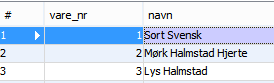 # vare_nr navn
1 1 Sort Svensk
2 2 Mørk Halmstad Hjerte
3 3 Lys Halmstad